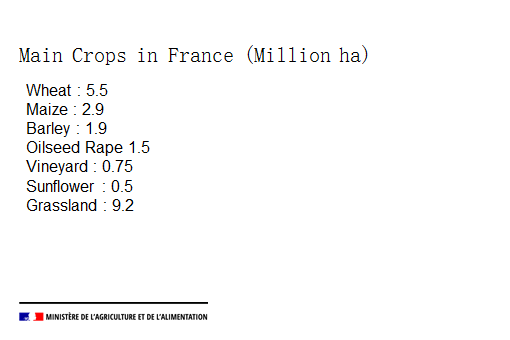 Main Crops in France (Million ha)
Wheat : 5.5
Maize : 2.9
Barley : 1.9
Oilseed Rape 1.5
Vineyard : 0.75
Sunflower : 0.5
Grassland : 9.2
MINISTÈRE DE L'AGRICULTURE ET DE L'ALIMENTATION